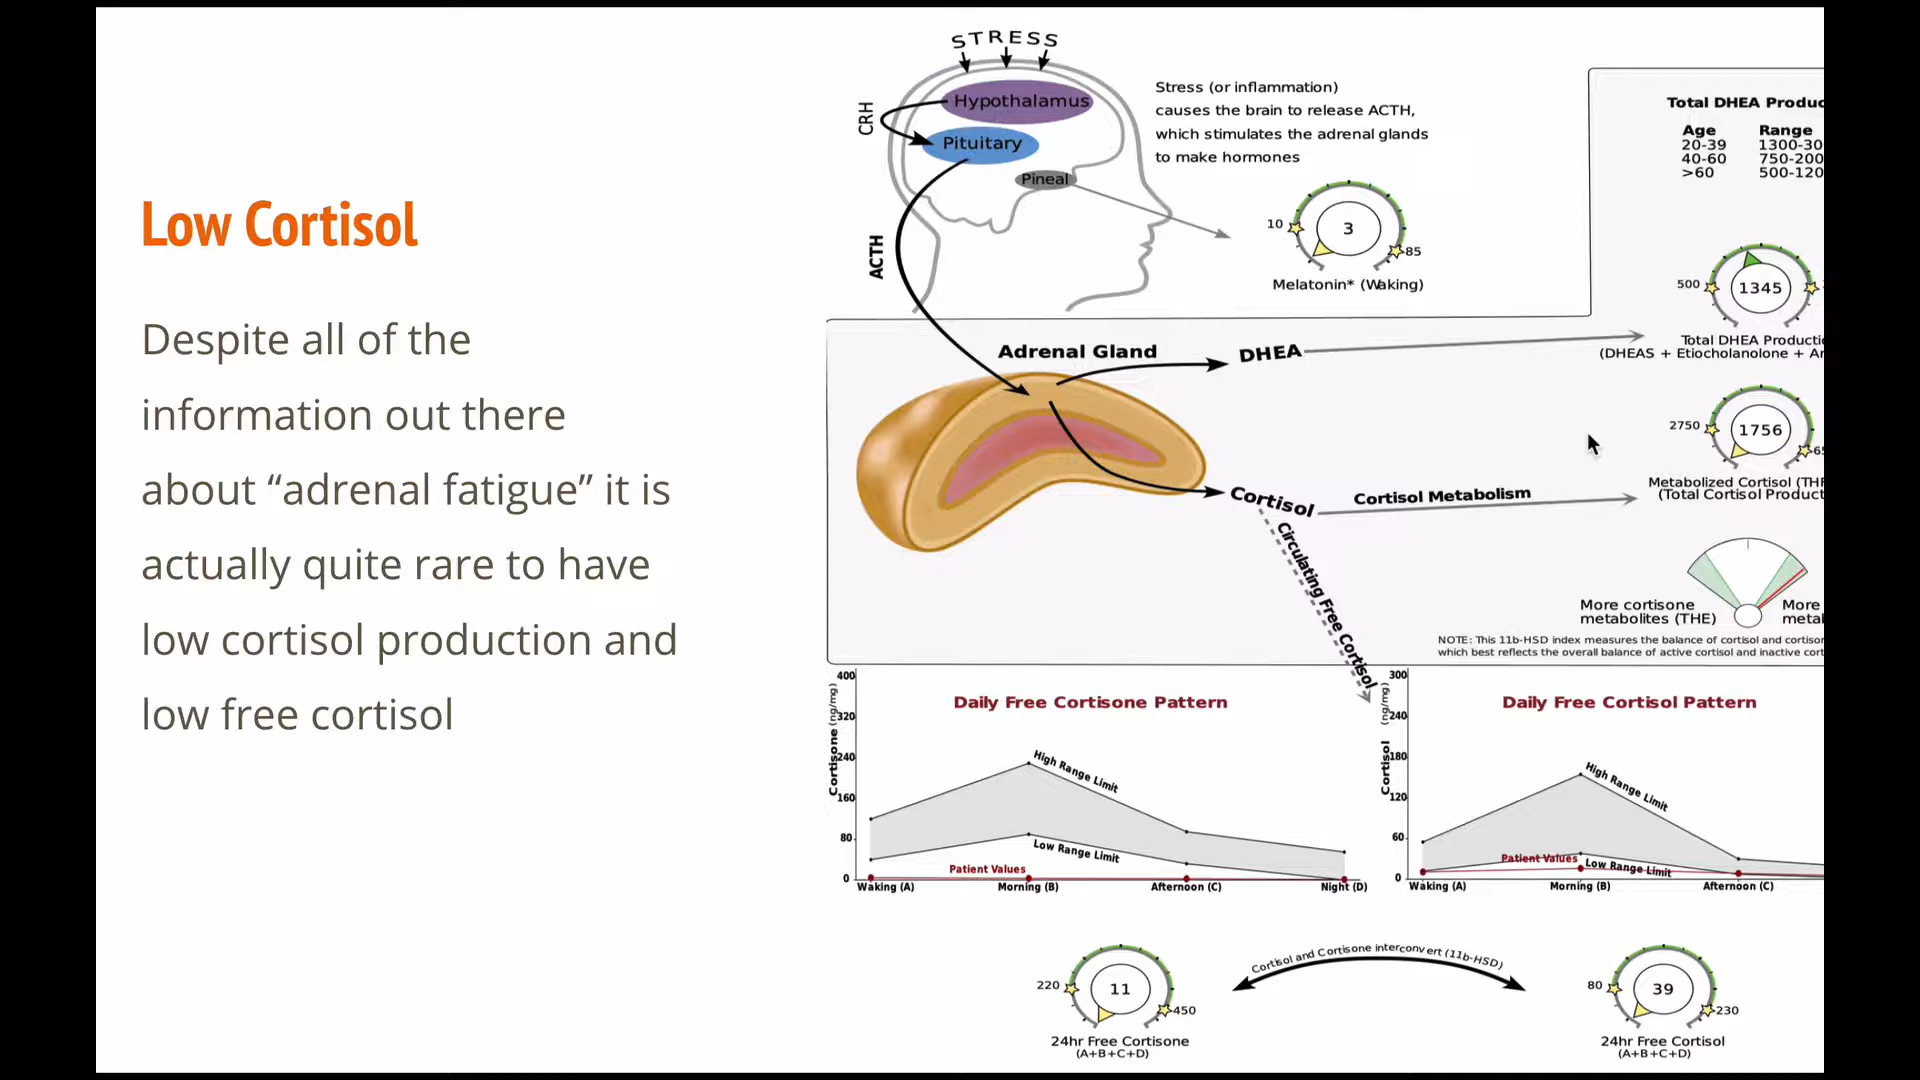 Low Cortisol
Despite all of the
information out there
about “adrenal fatigue” it is
actually quite rare to have
low cortisol production and
low free cortisol
STRESS
Hypothalamus
CRH
Pituitary
Pineal
ACTH
Stress (or inflammation)
causes the brain to release ACTH,
which stimulates the adrenal glands
to make hormones
10
3
85
Melatonin* (Waking)
Total DHEA Produc
Age Range
20-39 1300-30
40-60 750-200
>60 500-120
500
1345
Total DHEA Producti
(DHEAS + Etiocholanolone + An
Adrenal Gland
DHEA
2750
1756
65
Metabolized Cortisol (THF
(Total Cortisol Product
Cortisol
Cortisol Metabolism
Circulating Free Cortisol
More cortisone
metabolites (THE)
More
metal
NOTE: This 11b-HSD index measures the balance of cortisol and cortison
which best reflects the overall balance of active cortisol and inactive cort
Daily Free Cortisone Pattern
Cortisone (ng/mg)
400
320
240
160
80
0
High Range Limit
Low Range Limit
Patient Values
Waking (A) Morning (B) Afternoon (C) Night (D)
Daily Free Cortisol Pattern
Cortisol (ng/mg)
300
240
180
120
60
0
High Range Limit
Patient Values
Low Range Limit
Waking (A) Morning (B) Afternoon (C)
220
11
450
24hr Free Cortisone
(A+B+C+D)
Cortisol and Cortisone interconvert (11b-HSD)
80
39
230
24hr Free Cortisol
(A+B+C+D)